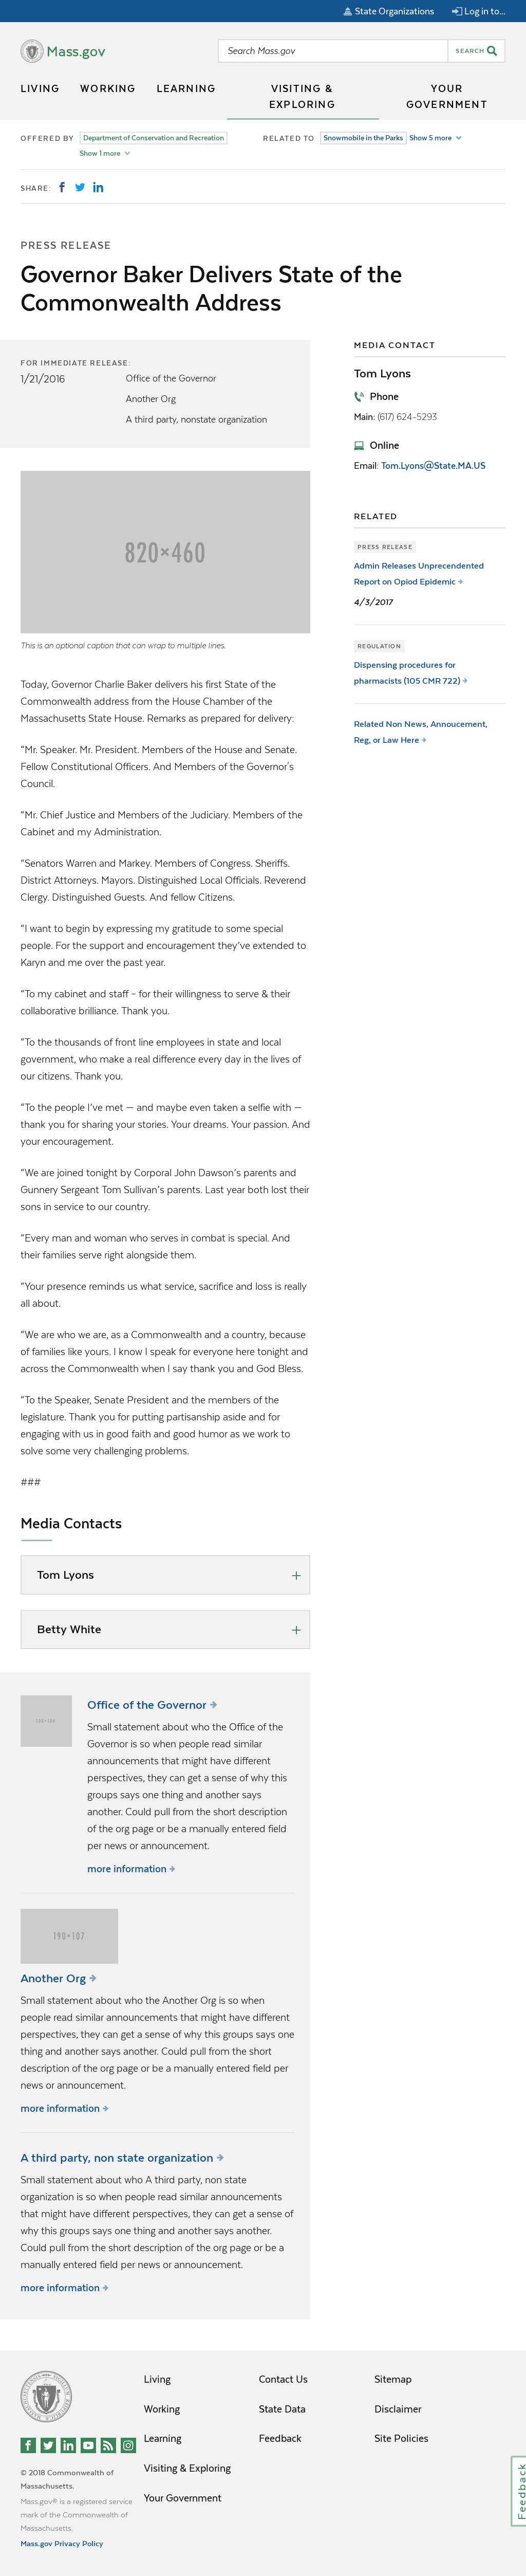 State Organizations
Log in to...
Mass.gov
Search Mass.gov
SEARCH
LIVING
WORKING
LEARNING
VISITING &
EXPLORING
YOUR
GOVERNMENT
OFFERED BY
Department of Conservation and Recreation
Show 1 more
RELATED TO
Snowmobile in the Parks
Show 5 more
SHARE:
PRESS RELEASE
Governor Baker Delivers State of the
Commonwealth Address
FOR IMMEDIATE RELEASE:
1/21/2016
Office of the Governor
Another Org
A third party, nonstate organization
820×460
This is an optional caption that can wrap to multiple lines.
Today, Governor Charlie Baker delivers his first State of the
Commonwealth address from the House Chamber of the
Massachusetts State House. Remarks as prepared for delivery:
“Mr. Speaker. Mr. President. Members of the House and Senate.
Fellow Constitutional Officers. And Members of the Governor's
Council.
“Mr. Chief Justice and Members of the Judiciary. Members of the
Cabinet and my Administration.
“Senators Warren and Markey. Members of Congress. Sheriffs.
District Attorneys. Mayors. Distinguished Local Officials. Reverend
Clergy. Distinguished Guests. And fellow Citizens.
“I want to begin by expressing my gratitude to some special
people. For the support and encouragement they’ve extended to
Karyn and me over the past year.
“To my cabinet and staff – for their willingness to serve & their
collaborative brilliance. Thank you.
“To the thousands of front line employees in state and local
government, who make a real difference every day in the lives of
our citizens. Thank you.
“To the people I’ve met — and maybe even taken a selfie with —
thank you for sharing your stories. Your dreams. Your passion. And
your encouragement.
“We are joined tonight by Corporal John Dawson’s parents and
Gunnery Sergeant Tom Sullivan’s parents. Last year both lost their
sons in service to our country.
“Every man and woman who serves in combat is special. And
their families serve right alongside them.
“Your presence reminds us what service, sacrifice and loss is really
all about.
“We are who we are, as a Commonwealth and a country, because
of families like yours. I know I speak for everyone here tonight and
across the Commonwealth when I say thank you and God Bless.
“To the Speaker, Senate President and the members of the
legislature. Thank you for putting partisanship aside and for
engaging with us in good faith and good humor as we work to
solve some very challenging problems.
###
Media Contacts
Tom Lyons
Betty White
MEDIA CONTACT
Tom Lyons
Phone
Main: (617) 624-5293
Online
Email: Tom.Lyons@State.MA.US
RELATED
PRESS RELEASE
Admin Releases Unprecendented
Report on Opiod Epidemic
4/3/2017
REGULATION
Dispensing procedures for
pharmacists (105 CMR 722)
Related Non News, Annoucement,
Reg, or Law Here
100×100
Office of the Governor
Small statement about who the Office of the
Governor is so when people read similar
announcements that might have different
perspectives, they can get a sense of why this
groups says one thing and another says
another. Could pull from the short description
of the org page or be a manually entered field
per news or announcement.
more information
190×107
Another Org
Small statement about who the Another Org is so when
people read similar announcements that might have different
perspectives, they can get a sense of why this groups says one
thing and another says another. Could pull from the short
description of the org page or be a manually entered field per
news or announcement.
more information
A third party, non state organization
Small statement about who A third party, non state
organization is so when people read similar announcements
that might have different perspectives, they can get a sense of
why this groups says one thing and another says another.
Could pull from the short description of the org page or be a
manually entered field per news or announcement.
more information
Living
Working
Learning
Visiting & Exploring
Your Government
Contact Us
State Data
Feedback
Sitemap
Disclaimer
Site Policies
© 2018 Commonwealth of
Massachusetts.
Mass.gov® is a registered service
mark of the Commonwealth of
Massachusetts.
Mass.gov Privacy Policy
Feedback